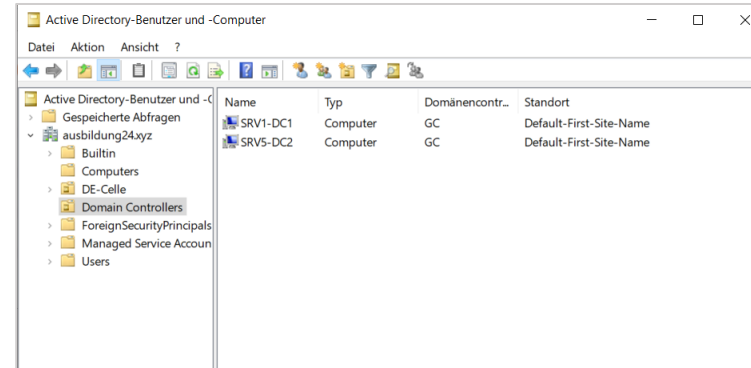 Active Directory-Benutzer und -Computer
Datei Aktion Ansicht ?
Active Directory-Benutzer und -C
Gespeicherte Abfragen
ausbildung24.xyz
Builtin
Computers
DE-Celle
Domain Controllers
ForeignSecurityPrincipals
Managed Service Accoun
Users
Name Typ Domänencontr... Standort
SRV1-DC1 Computer GC Default-First-Site-Name
SRV5-DC2 Computer GC Default-First-Site-Name